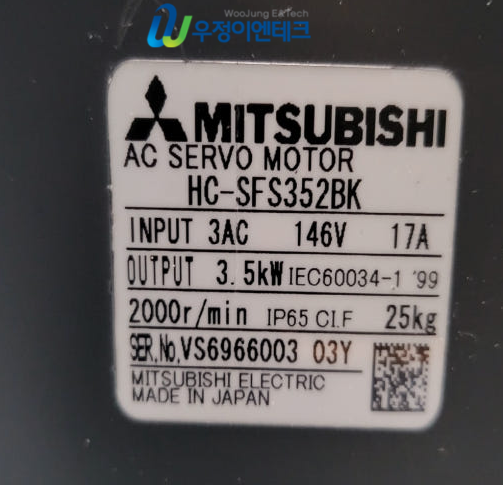 WooJung E&Tech
우정이엔테크
MITSUBISHI
AC SERVO MOTOR
HC-SFS352BK
INPUT 3AC 146V 17A
OUTPUT 3.5kW IEC60034-1 '99
2000r/min IP65 CI.F 25kg
SER.No.VS6966003 03Y
MITSUBISHI ELECTRIC
MADE IN JAPAN